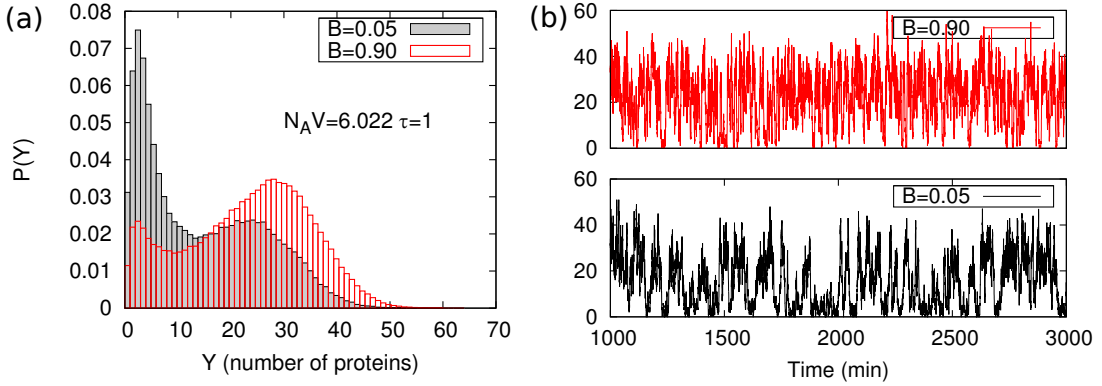 (a)
B=0.05
B=0.90
N_AV=6.022 τ=1
P(Y)
0.08
0.07
0.06
0.05
0.04
0.03
0.02
0.01
0
0 10 20 30 40 50 60 70
Y (number of proteins)
(b)
B=0.90
60
40
20
0
B=0.05
60
40
20
0
1000 1500 2000 2500 3000
Time (min)